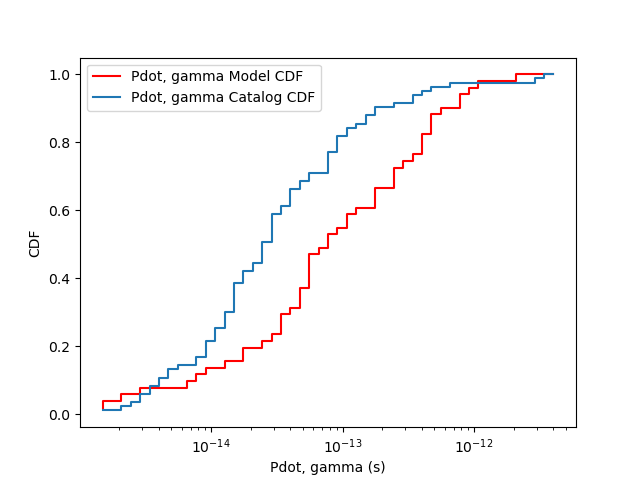 Pdot, gamma Model CDF
Pdot, gamma Catalog CDF
1.0
0.8
0.6
0.4
0.2
0.0
CDF
10⁻¹⁴
10⁻¹³
10⁻¹²
Pdot, gamma (s)